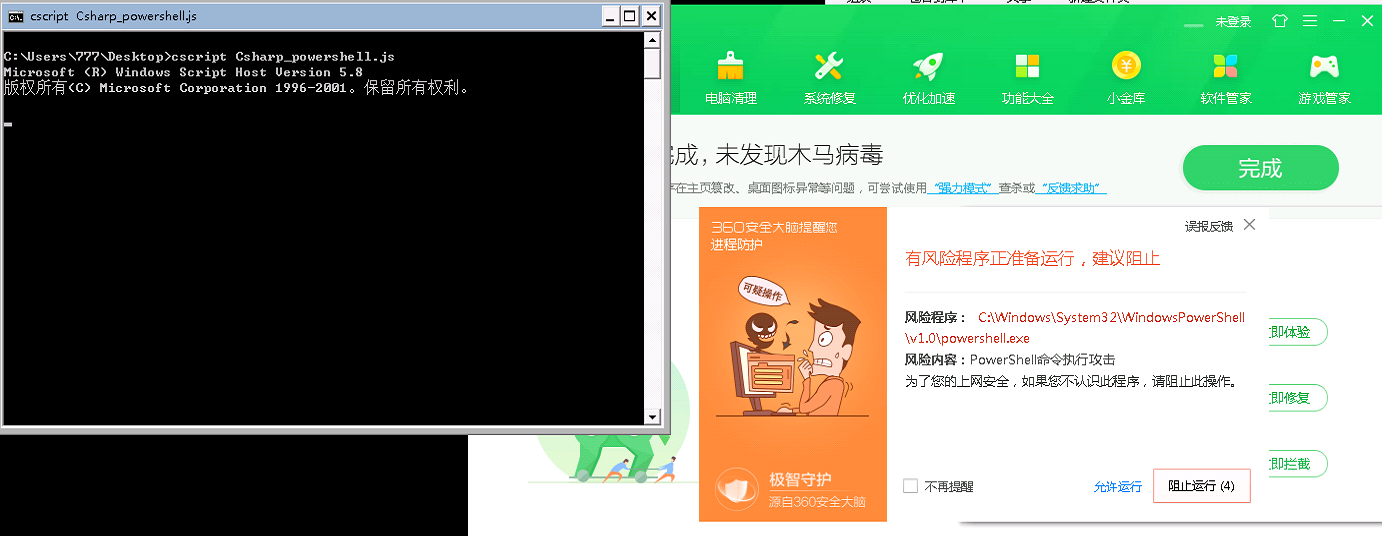 cscript Csharp_powershell.js
C:\Users\777\Desktop>cscript Csharp_powershell.js
Microsoft (R) Windows Script Host Version 5.8
版权所有(C) Microsoft Corporation 1996-2001。保留所有权利。
未登录
电脑清理
系统修复
优化加速
功能大全
小金库
软件管家
游戏管家
完成，未发现木马病毒
存在主页篡改、桌面图标异常等问题，可尝试使用 “强力模式” 查杀或 “反馈求助”
完成
360安全大脑提醒您
进程防护
可疑操作
极智守护
源自360安全大脑
误报反馈
有风险程序正准备运行，建议阻止
风险程序： C:\Windows\System32\WindowsPowerShell
\v1.0\powershell.exe
风险内容：PowerShell命令执行攻击
为了您的上网安全，如果您不认识此程序，请阻止此操作。
不再提醒
允许运行
阻止运行 (4)
即体验
即修复
即拦截